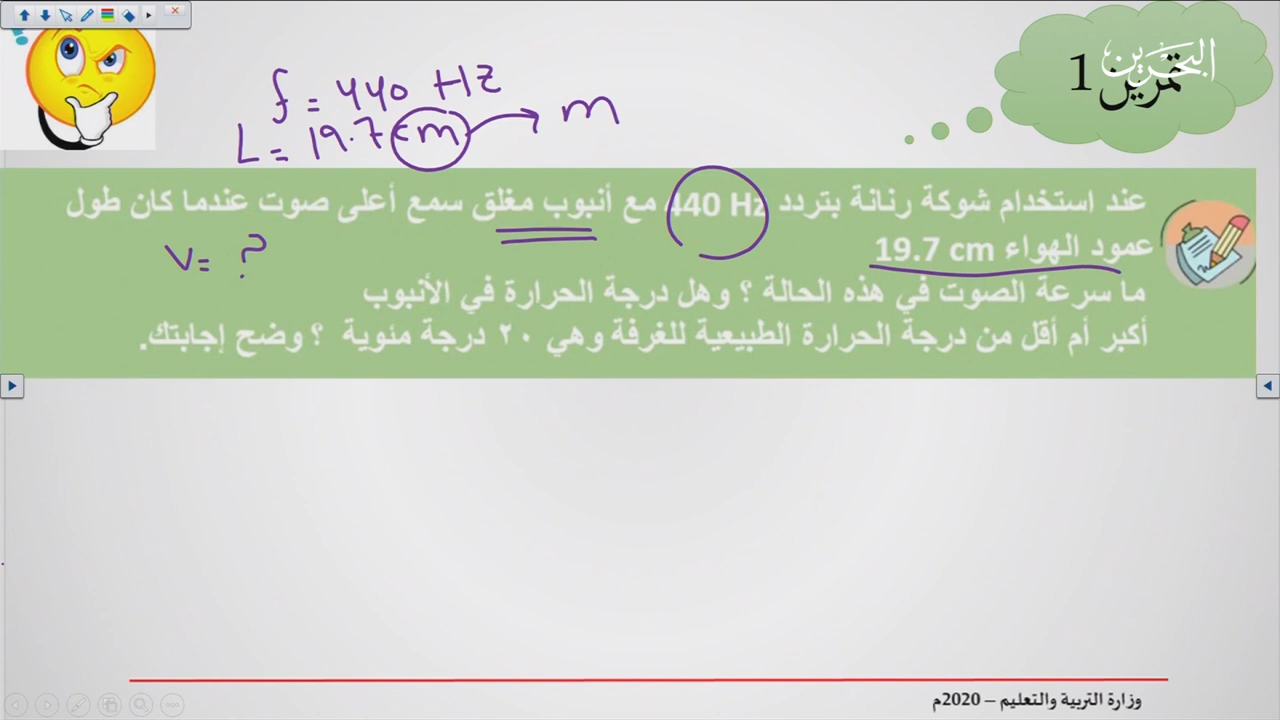 البحرين
تمرين 1
f = 440 Hz
L = 19.7 cm → m
عند استخدام شوكة رنانة بتردد 440 Hz مع أنبوب مغلق سمع أعلى صوت عندما كان طول
عمود الهواء 19.7 cm
v = ?
ما سرعة الصوت في هذه الحالة ؟ وهل درجة الحرارة في الأنبوب
أكبر أم أقل من درجة الحرارة الطبيعية للغرفة وهي ٢٠ درجة مئوية ؟ وضح إجابتك.
وزارة التربية والتعليم – 2020م